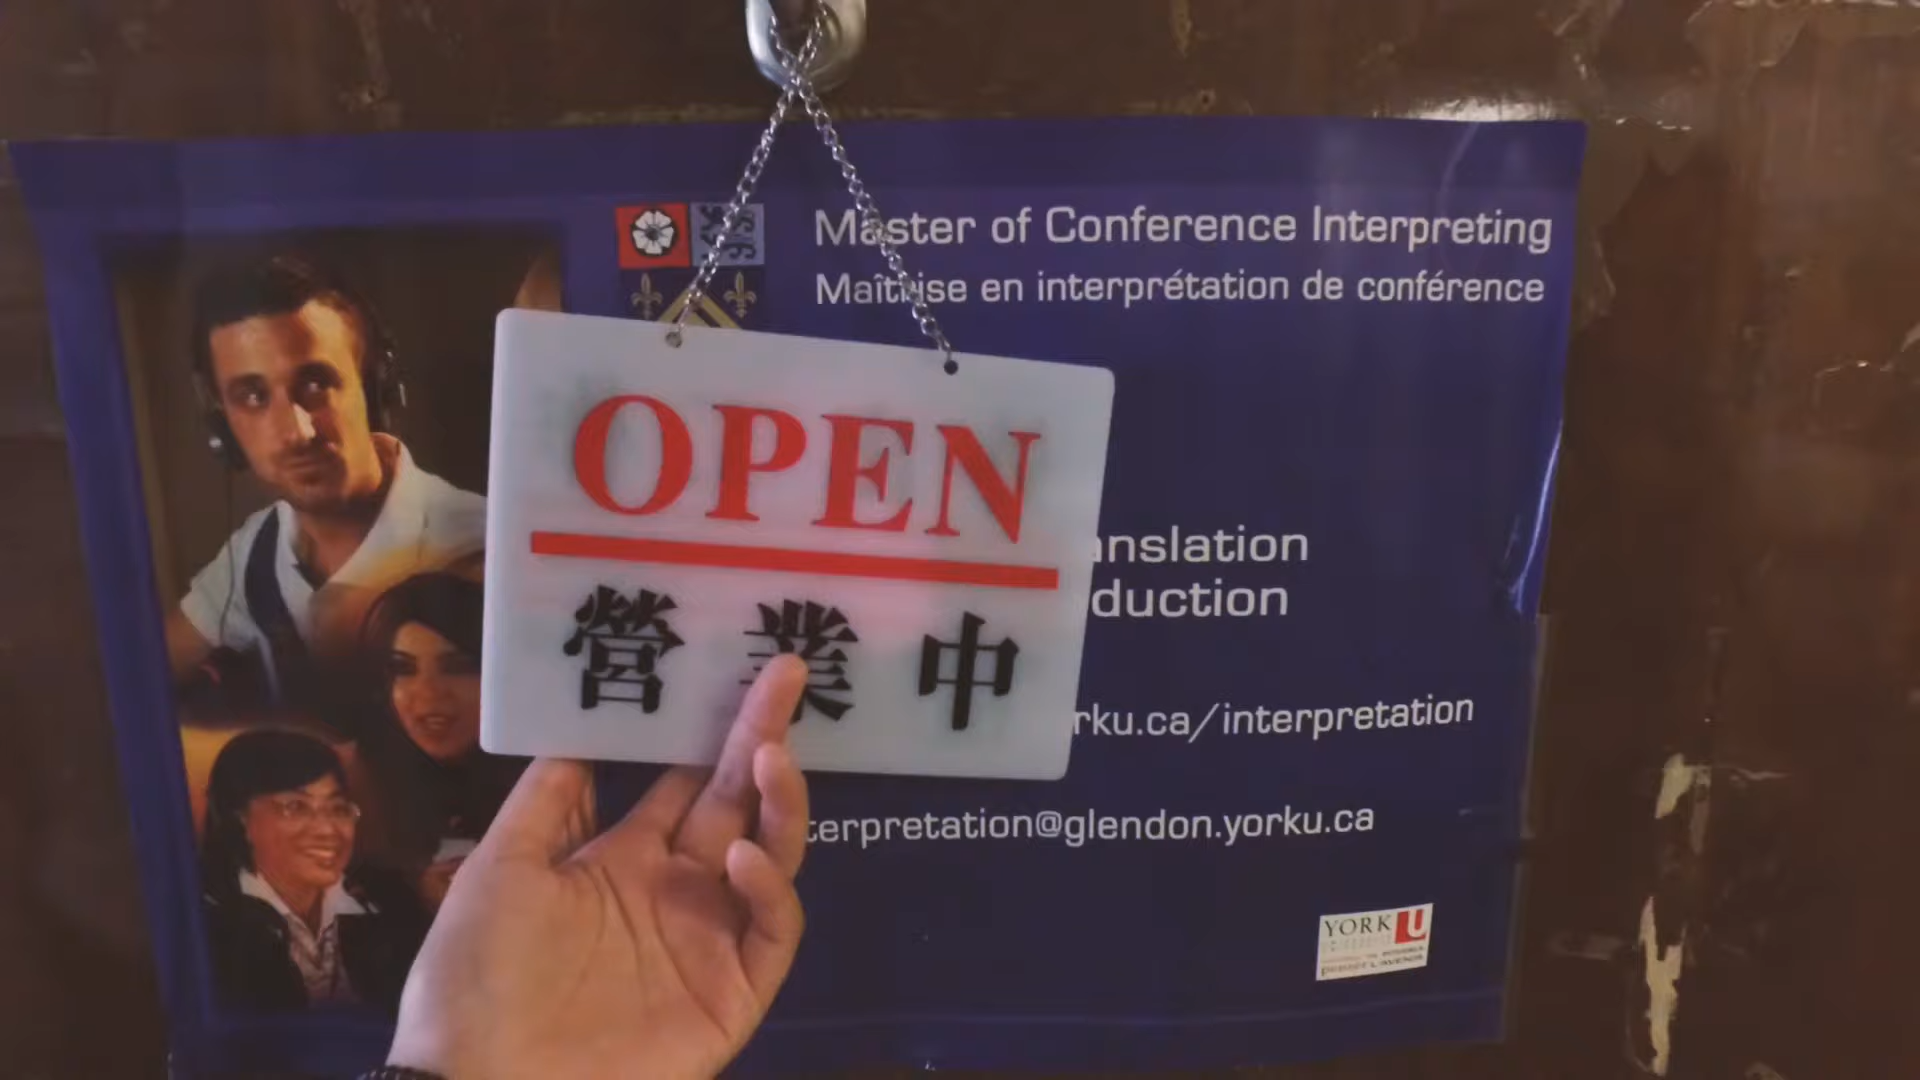 Master of Conference Interpreting
Maîtrise en interprétation de conférence
OPEN
營業中
anslation
duction
rku.ca/interpretation
terpretation@glendon.yorku.ca
YORK U